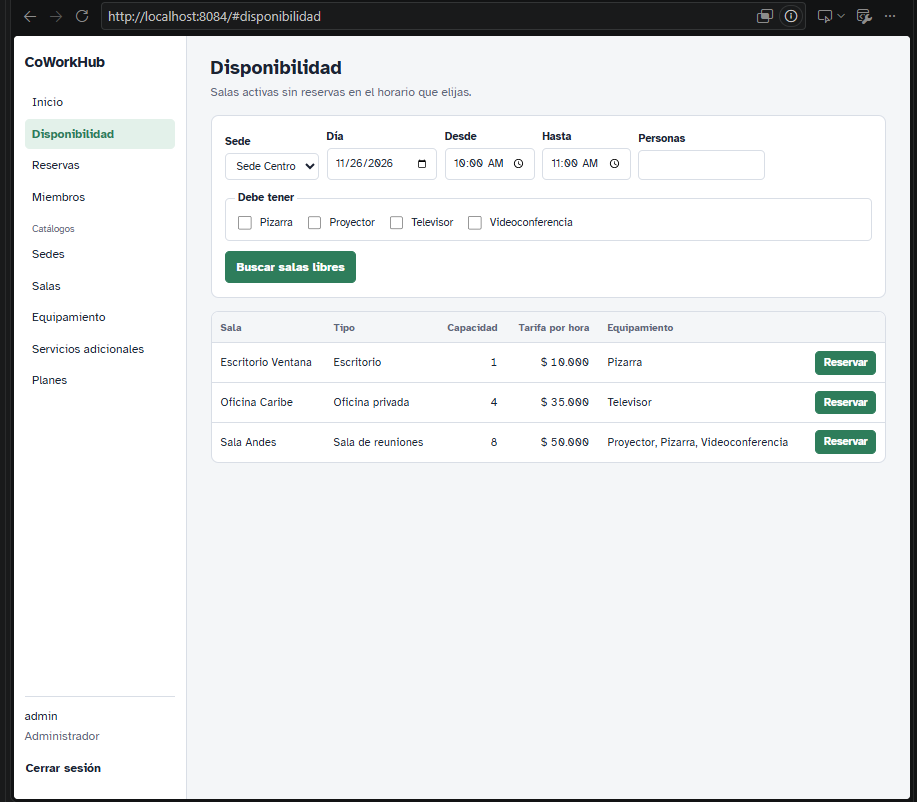 http://localhost:8084/#disponibilidad
CoWorkHub
Inicio
Disponibilidad
Reservas
Miembros
Catálogos
Sedes
Salas
Equipamiento
Servicios adicionales
Planes
admin
Administrador
Cerrar sesión
Disponibilidad
Salas activas sin reservas en el horario que elijas.
Sede Día Desde Hasta Personas
Sede Centro 11/26/2026 10:00 AM 11:00 AM
Debe tener
Pizarra Proyector Televisor Videoconferencia
Buscar salas libres
Sala Tipo Capacidad Tarifa por hora Equipamiento
Escritorio Ventana Escritorio 1 $ 10.000 Pizarra Reservar
Oficina Caribe Oficina privada 4 $ 35.000 Televisor Reservar
Sala Andes Sala de reuniones 8 $ 50.000 Proyector, Pizarra, Videoconferencia Reservar